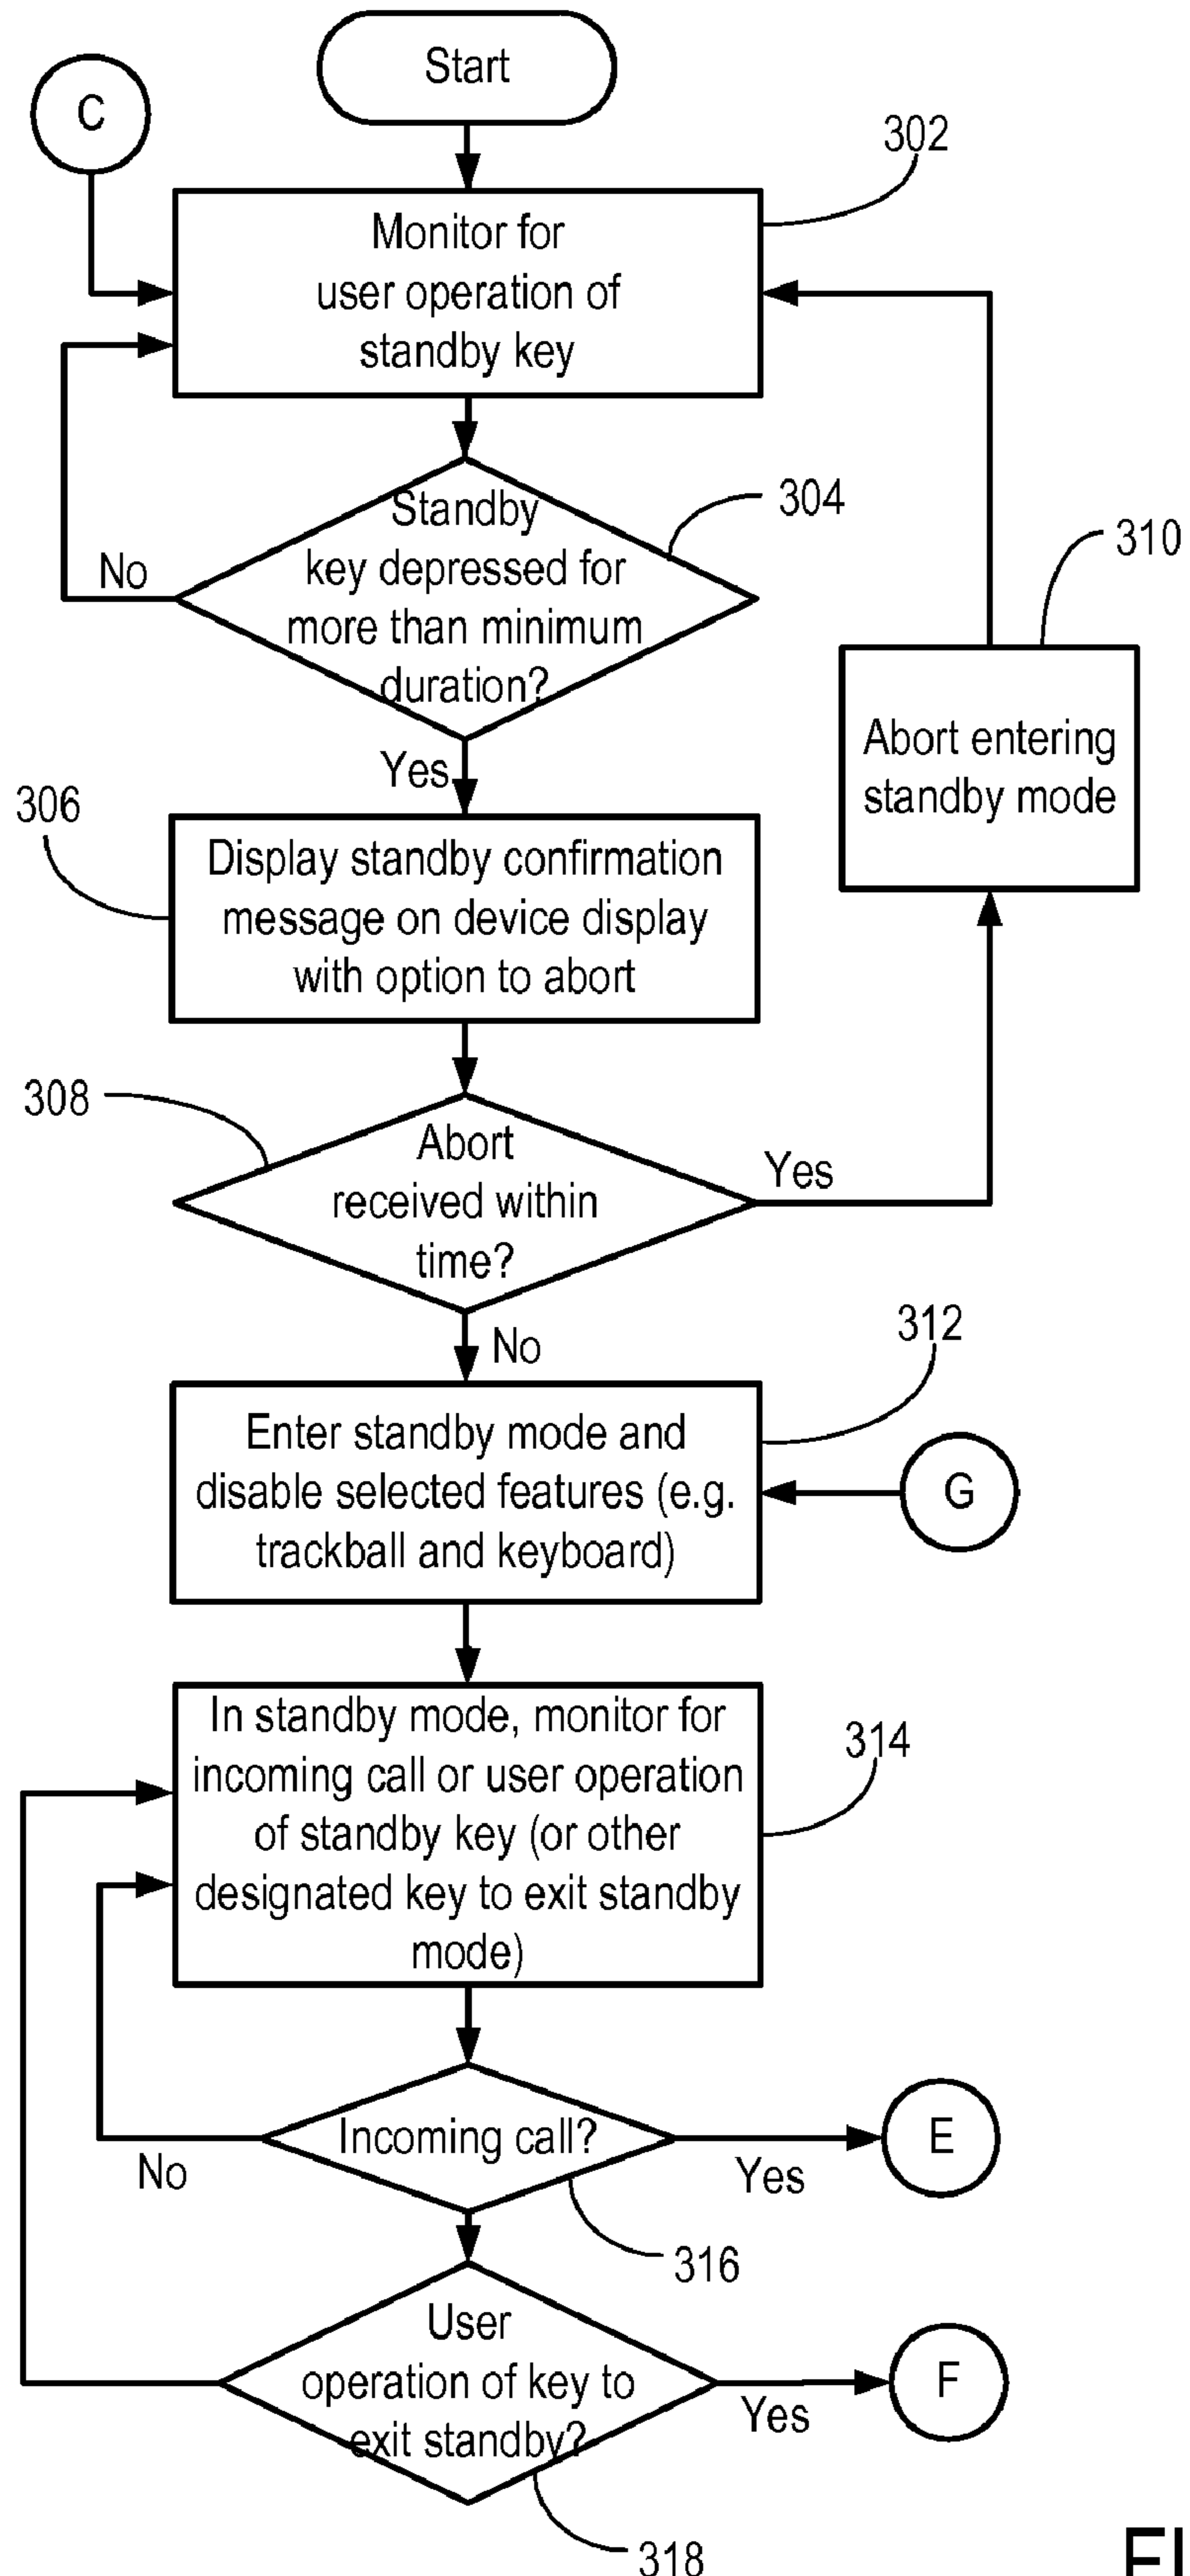 Start
C
302
Monitor for
user operation of
standby key
304
Standby
key depressed for
more than minimum
duration?
No
310
Abort entering
standby mode
Yes
306
Display standby confirmation
message on device display
with option to abort
308
Abort
received within
time?
Yes
No
312
Enter standby mode and
disable selected features (e.g.
trackball and keyboard)
G
314
In standby mode, monitor for
incoming call or user operation
of standby key (or other
designated key to exit standby
mode)
Incoming call?
No
Yes
E
316
User
operation of key to
exit standby?
Yes
F
318